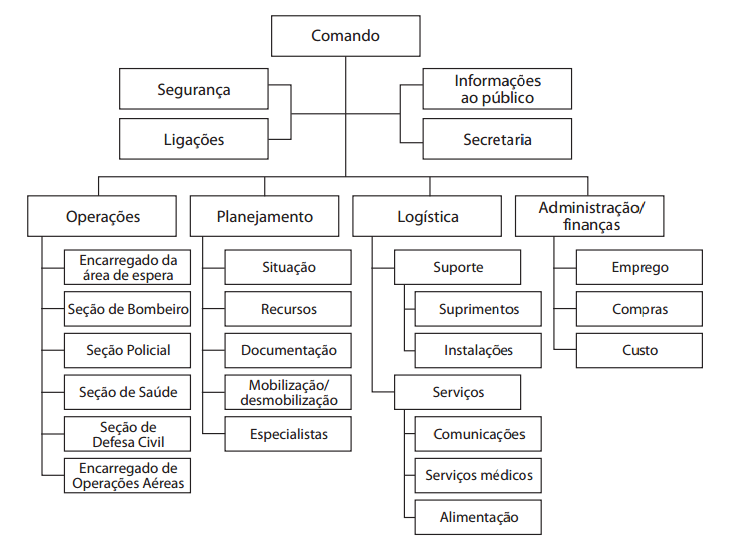 Comando
Segurança
Informações
ao público
Ligações
Secretaria
Operações
Planejamento
Logística
Administração/
finanças
Encarregado da
área de espera
Seção de Bombeiro
Seção Policial
Seção de Saúde
Seção de
Defesa Civil
Encarregado de
Operações Aéreas
Situação
Recursos
Documentação
Mobilização/
desmobilização
Especialistas
Suporte
Suprimentos
Instalações
Serviços
Comunicações
Serviços médicos
Alimentação
Emprego
Compras
Custo